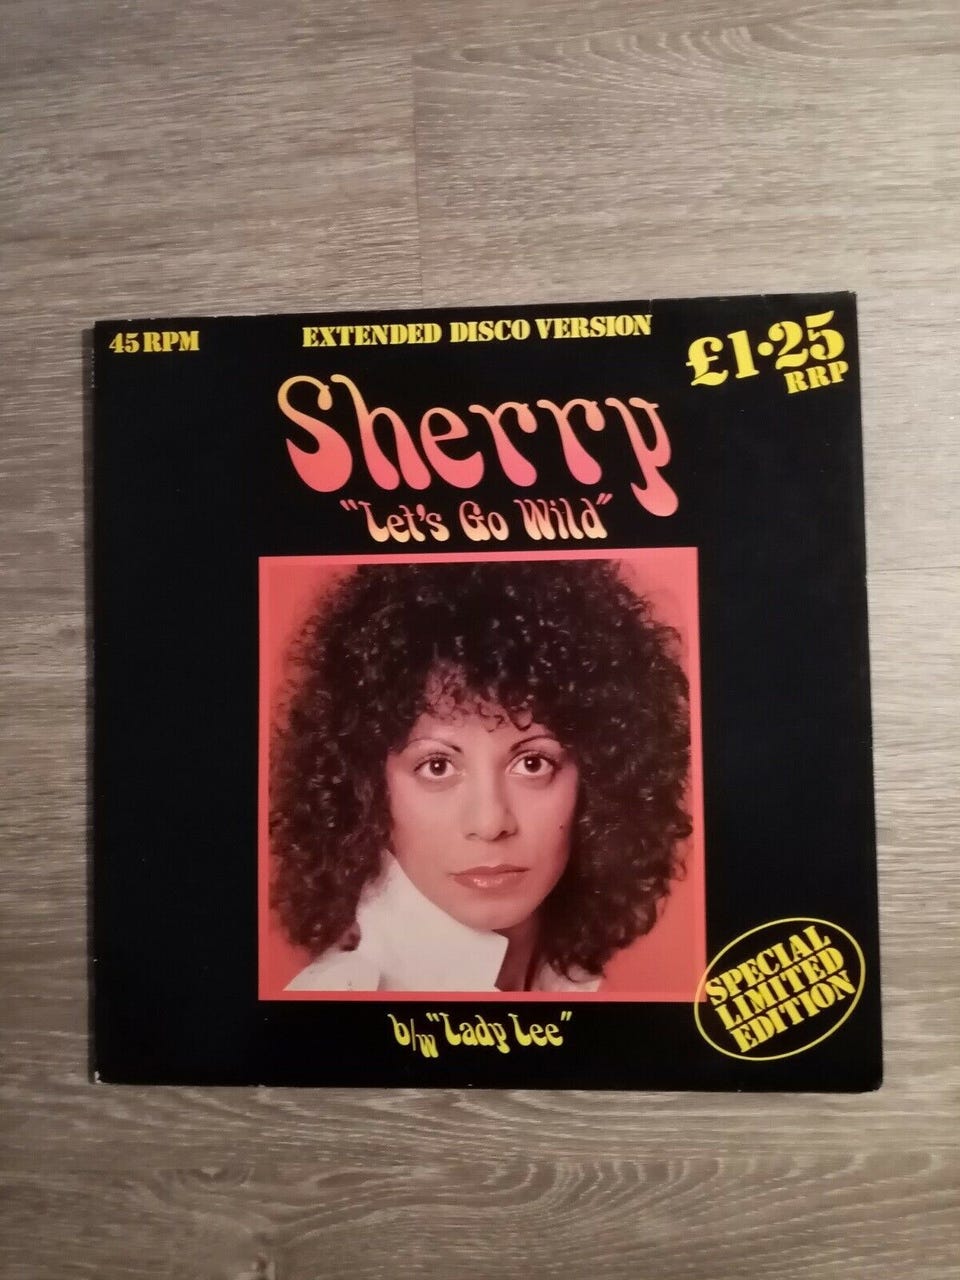 45 RPM
EXTENDED DISCO VERSION
£1·25
RRP
Sherry
"Let's Go Wild"
SPECIAL
LIMITED
EDITION
b/w "Lady Lee"